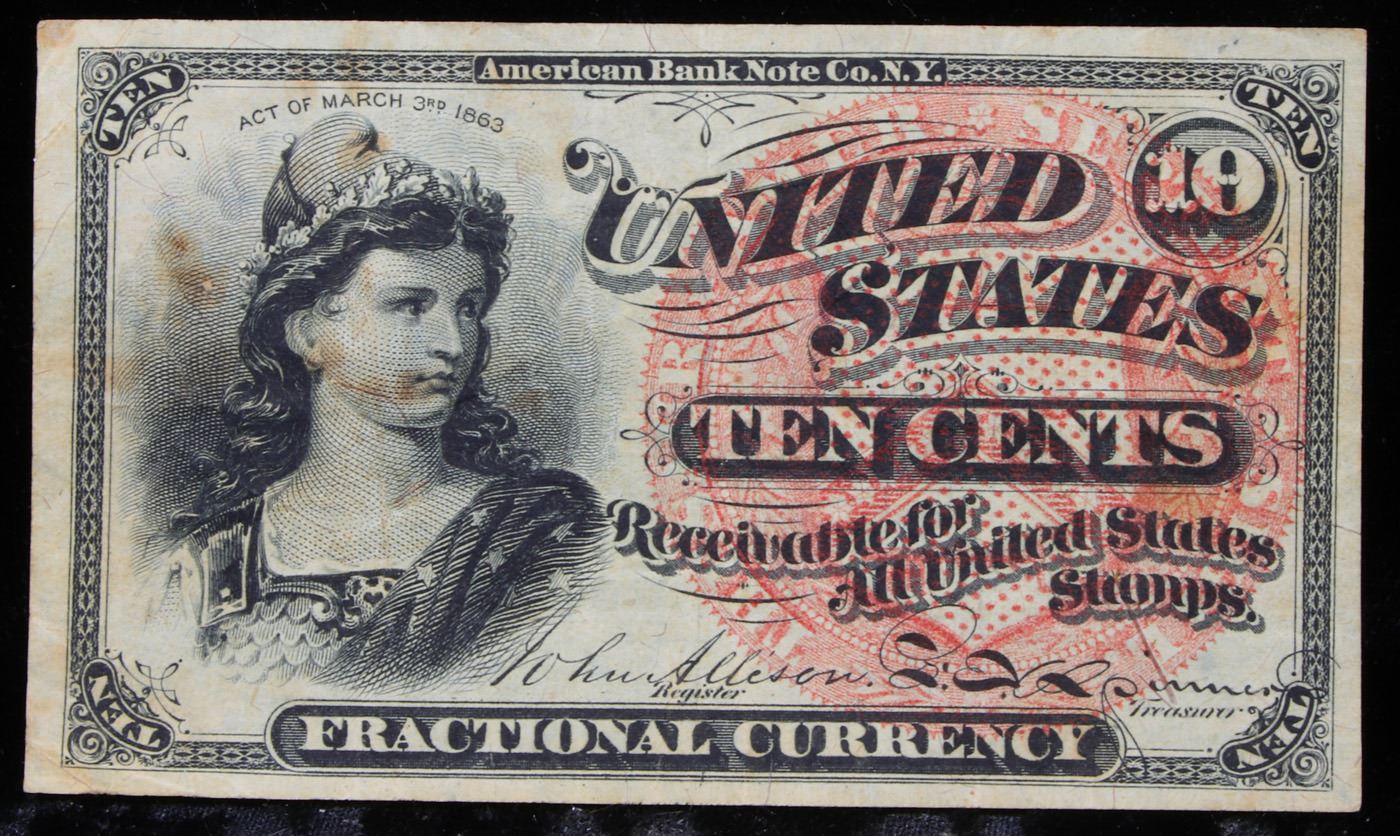 American Bank Note Co. N.Y.
TEN
TEN
ACT OF MARCH 3RD 1863
UNITED
10
STATES
TEN CENTS
Receivable for
All United States
Stamps.
John Allison.
Register
Treasurer
FRACTIONAL CURRENCY
TEN
TEN